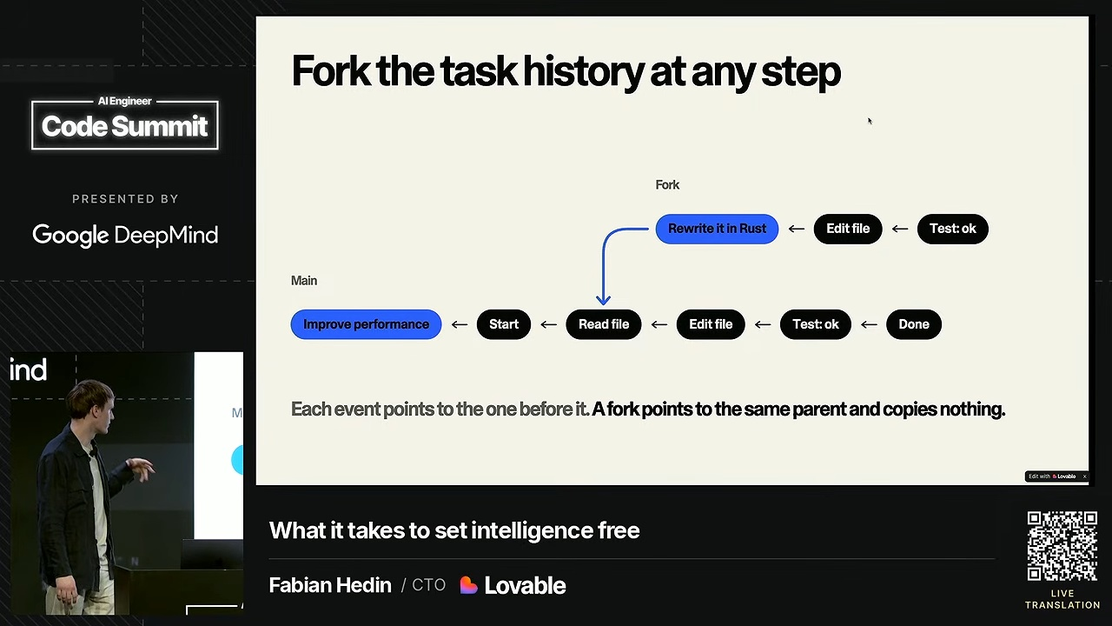 AI Engineer
Code Summit
PRESENTED BY
Google DeepMind
ind
M
Fork the task history at any step
Fork
Rewrite it in Rust ← Edit file ← Test: ok
Main
Improve performance ← Start ← Read file ← Edit file ← Test: ok ← Done
Each event points to the one before it. A fork points to the same parent and copies nothing.
Edit with Lovable ×
What it takes to set intelligence free
Fabian Hedin / CTO Lovable
LIVE
TRANSLATION